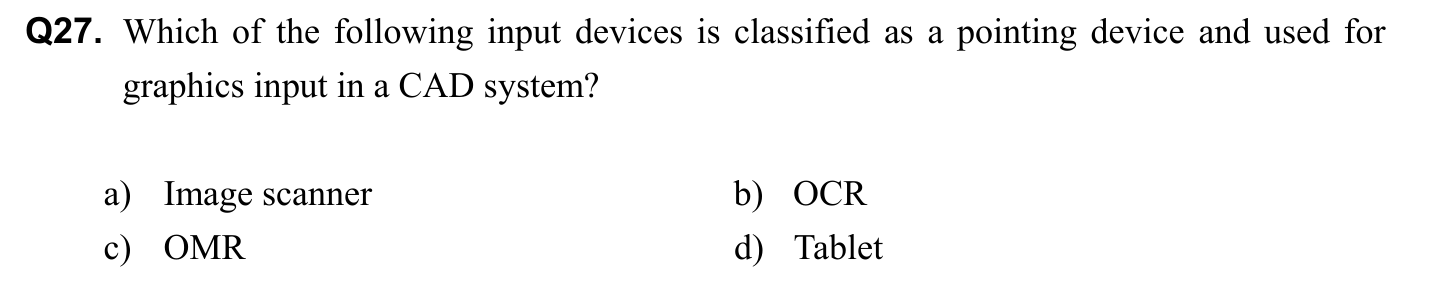 Q27. Which of the following input devices is classified as a pointing device and used for
graphics input in a CAD system?
a) Image scanner b) OCR
c) OMR d) Tablet